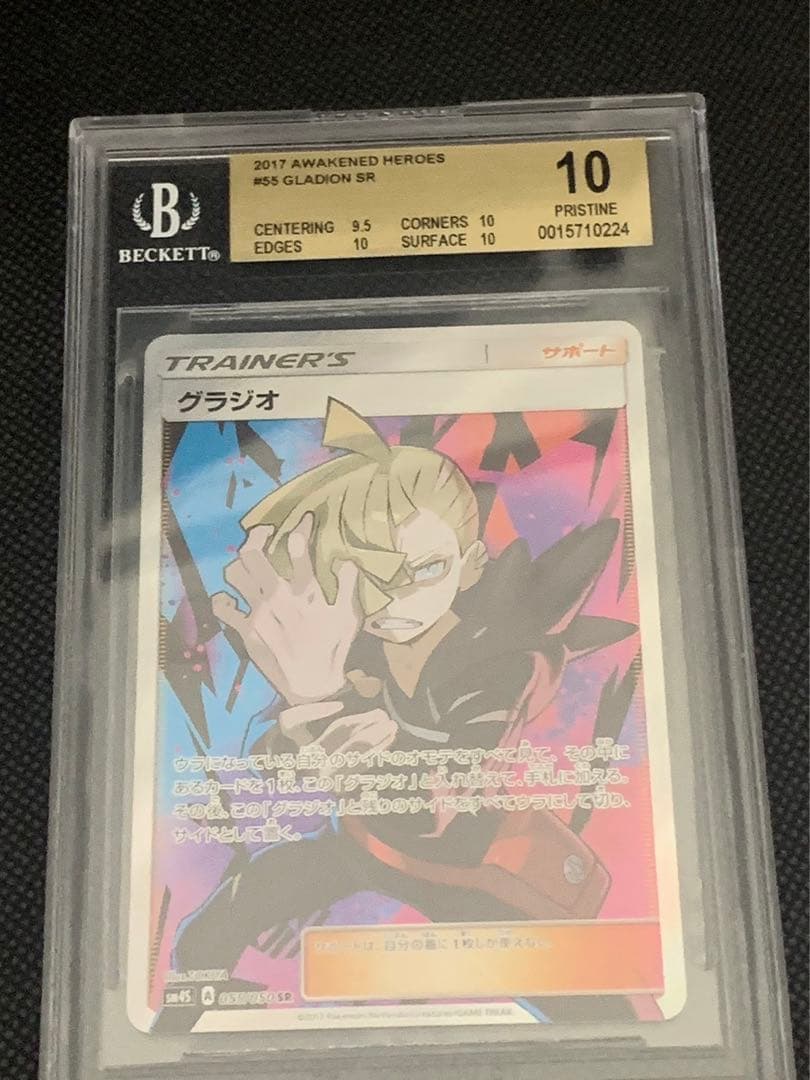 2017 AWAKENED HEROES
#55 GLADION SR
10
PRISTINE
0015710224
CENTERING 9.5 CORNERS 10
EDGES 10 SURFACE 10
B
BECKETT®
TRAINER'S サポート
グラジオ
ウラになっている自分のサイドのオモテをすべて見て、その中に
あるカードを1枚、この「グラジオ」と入れ替えて、手札に加える。
その後、この「グラジオ」と残りのサイドをすべてウラにして切り、
サイドとして置く。
サポートは、自分の番に1枚しか使えない。
SM4S A 055/050 SR
©2017 Pokémon